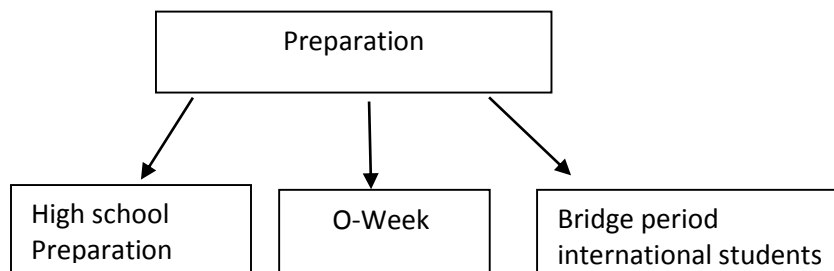 Preparation
High school
Preparation
O-Week
Bridge period
international students